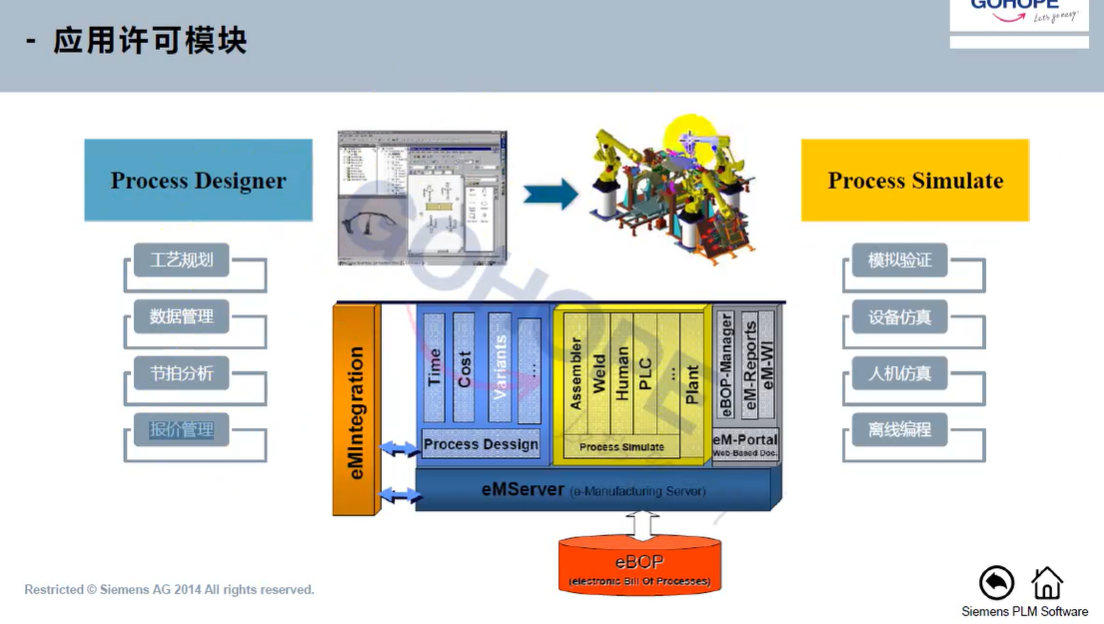 - 应用许可模块
GOHOPE
Let's go easy!
Process Designer
Process Simulate
工艺规划
数据管理
节拍分析
报价管理
模拟验证
设备仿真
人机仿真
离线编程
GOHOPE
eMIntegration
Time
Cost
Variants
...
Process Dessign
Assembler
Weld
Human
PLC
...
Plant
Process Simulate
eBOP-Manager
eM-Reports
eM-WI
eM-Portal
Web-Based Doc.
eMServer (e-Manufacturing Server)
eBOP
(electronic Bill Of Processes)
Restricted © Siemens AG 2014 All rights reserved.
Siemens PLM Software